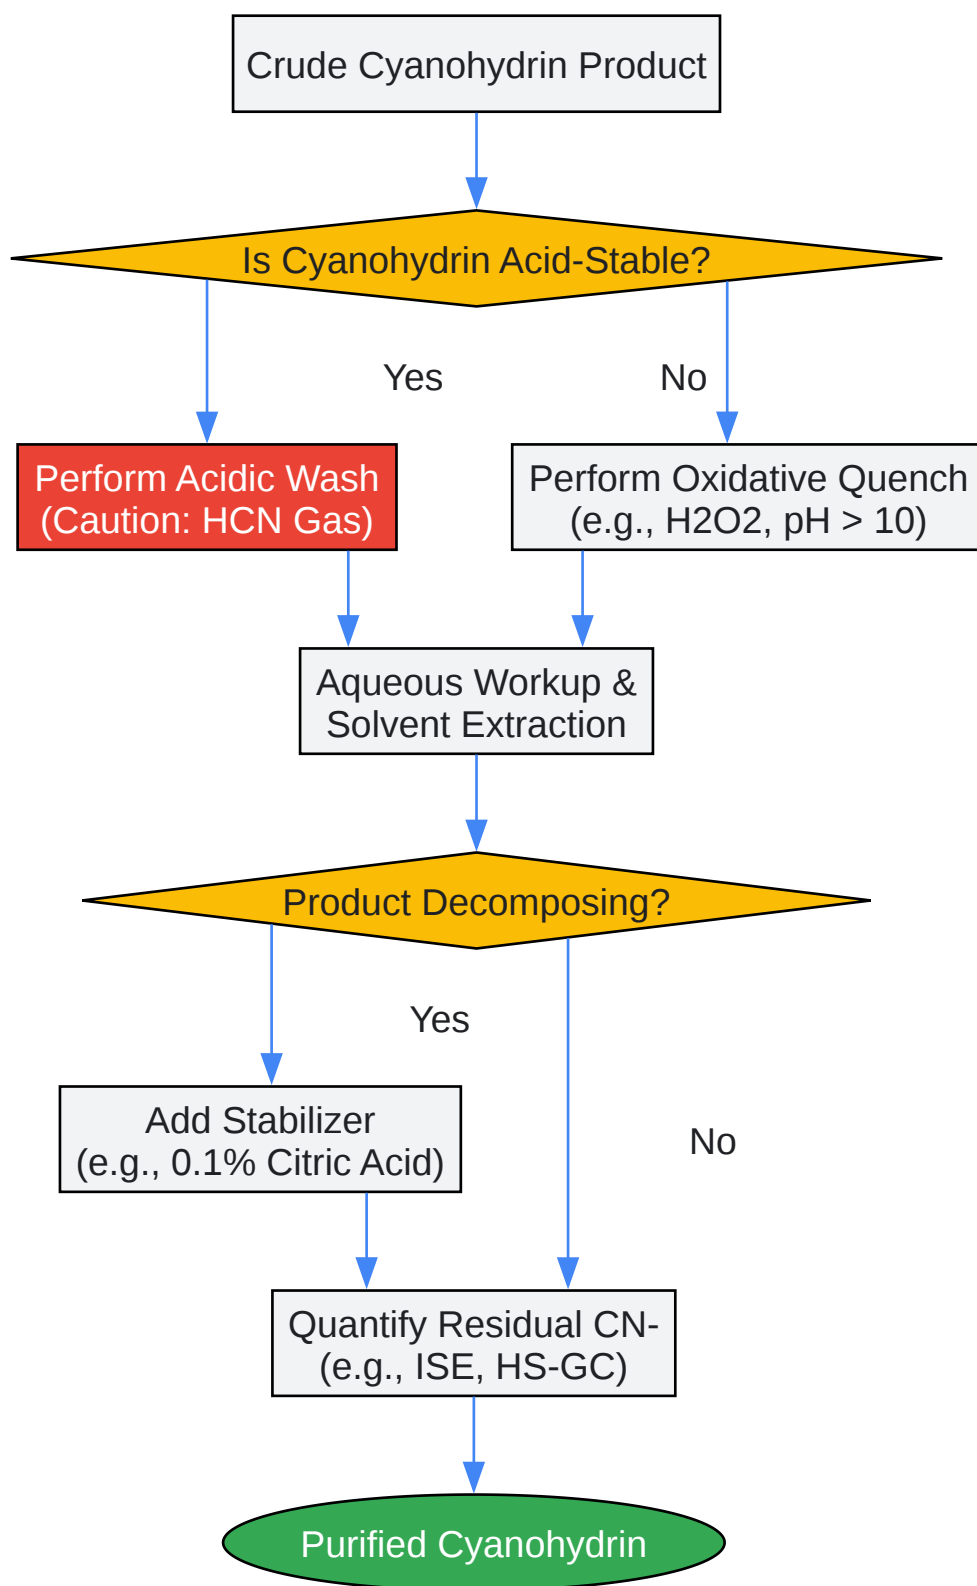 Crude Cyanohydrin Product
Is Cyanohydrin Acid-Stable?
Yes
No
Perform Acidic Wash
(Caution: HCN Gas)
Perform Oxidative Quench
(e.g., H2O2, pH > 10)
Aqueous Workup &
Solvent Extraction
Product Decomposing?
Yes
Add Stabilizer
(e.g., 0.1% Citric Acid)
No
Quantify Residual CN-
(e.g., ISE, HS-GC)
Purified Cyanohydrin